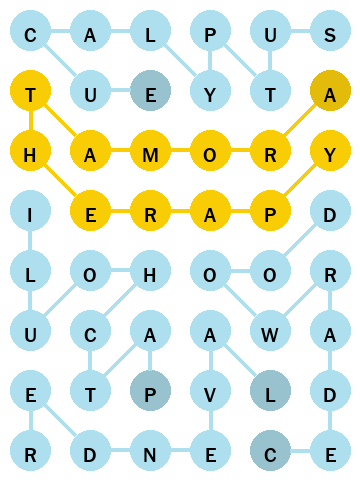 C A L P U S
T U E Y T A
H A M O R Y
I E R A P D
L O H O O R
U C A A W A
E T P V L D
R D N E C E